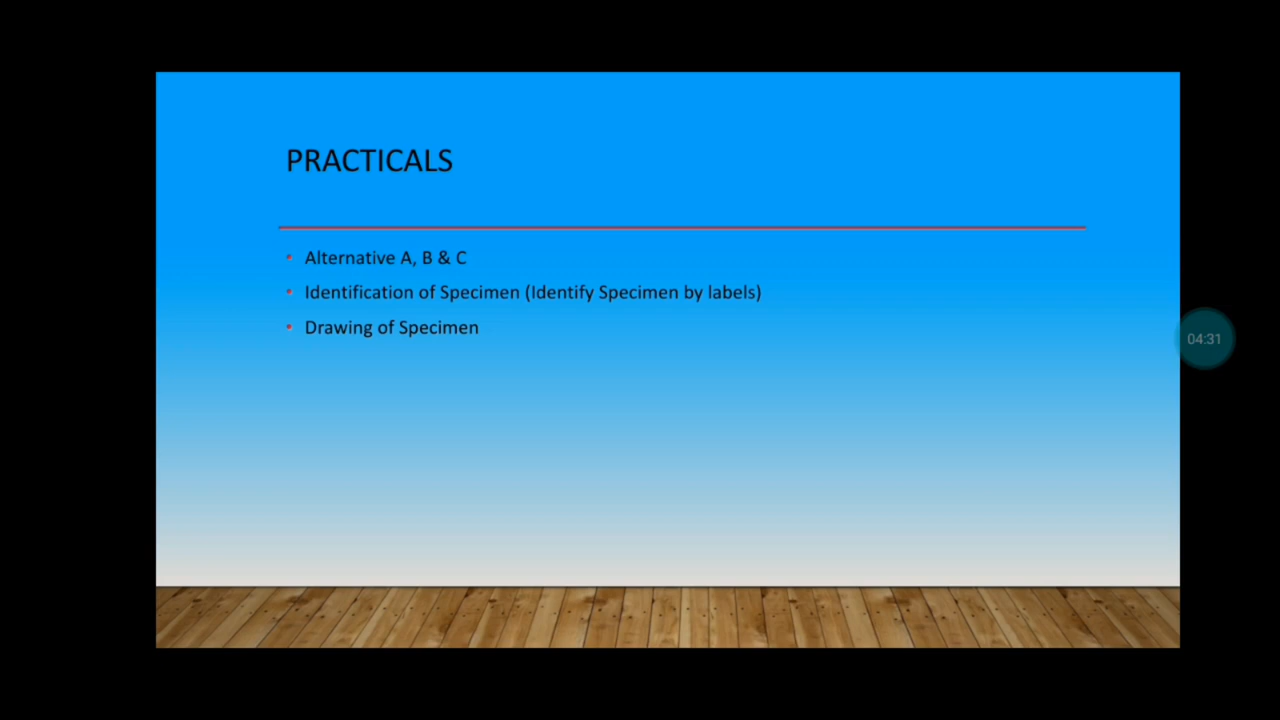 PRACTICALS
• Alternative A, B & C
• Identification of Specimen (Identify Specimen by labels)
• Drawing of Specimen
04:31